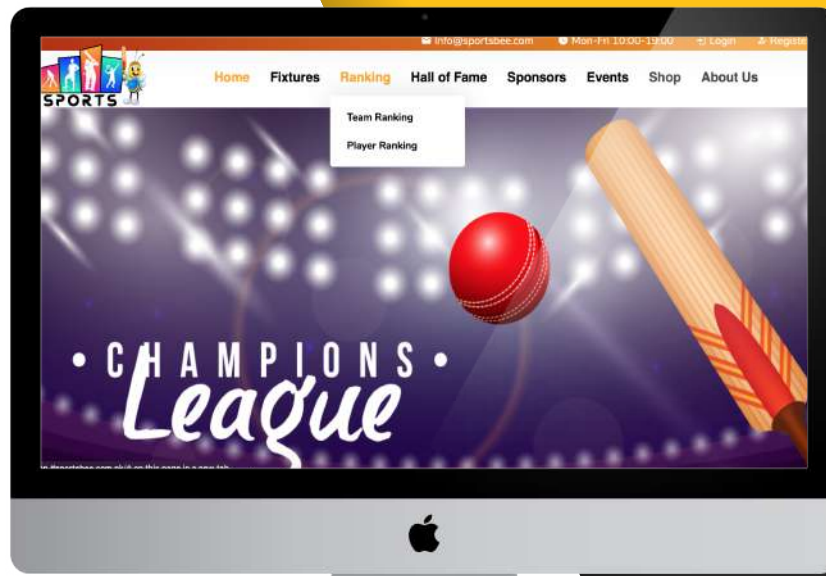 Info@sportsbee.com Mon-Fri 10:00-19:00 Login Registe
SPORTS
Home Fixtures Ranking Hall of Fame Sponsors Events Shop About Us
Team Ranking
Player Ranking
• CHAMPIONS •
League